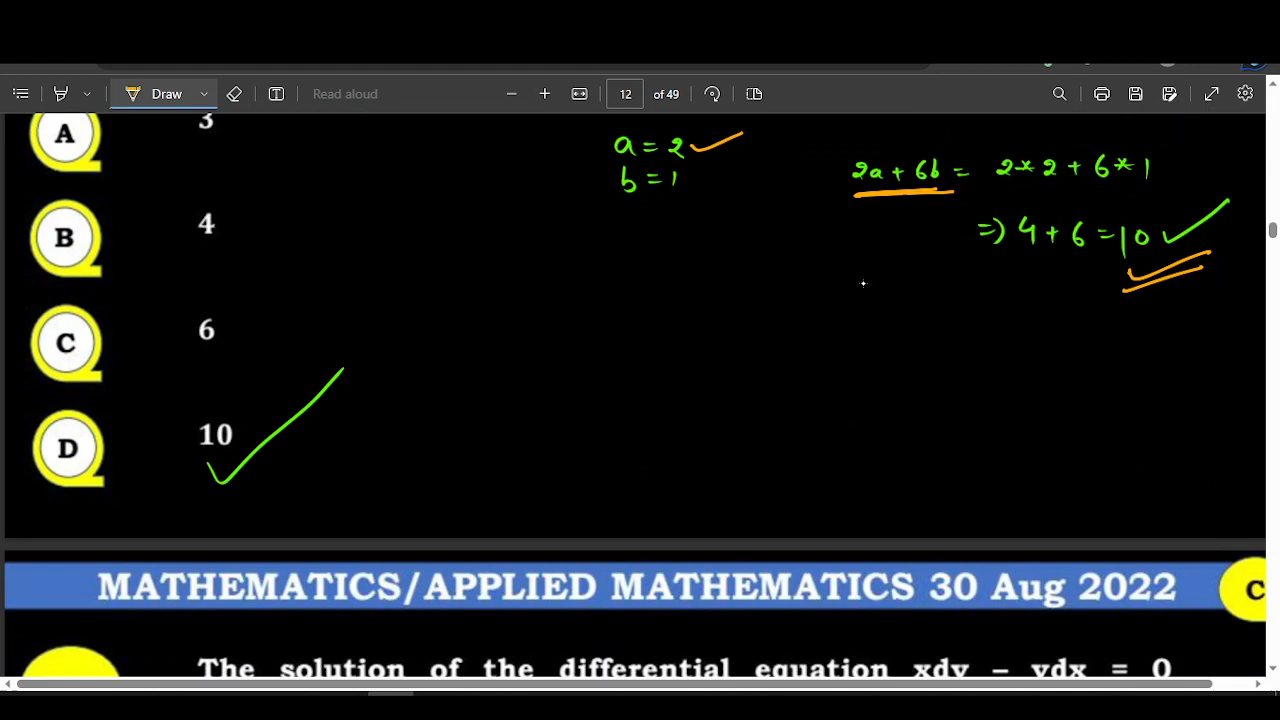 Draw
Read aloud
12 of 49
A 3
a = 2
b = 1
2a + 6b = 2*2 + 6*1
=) 4 + 6 = 10
B 4
C 6
D 10
MATHEMATICS/APPLIED MATHEMATICS 30 Aug 2022 C
The solution of the differential equation xdy – ydx = 0